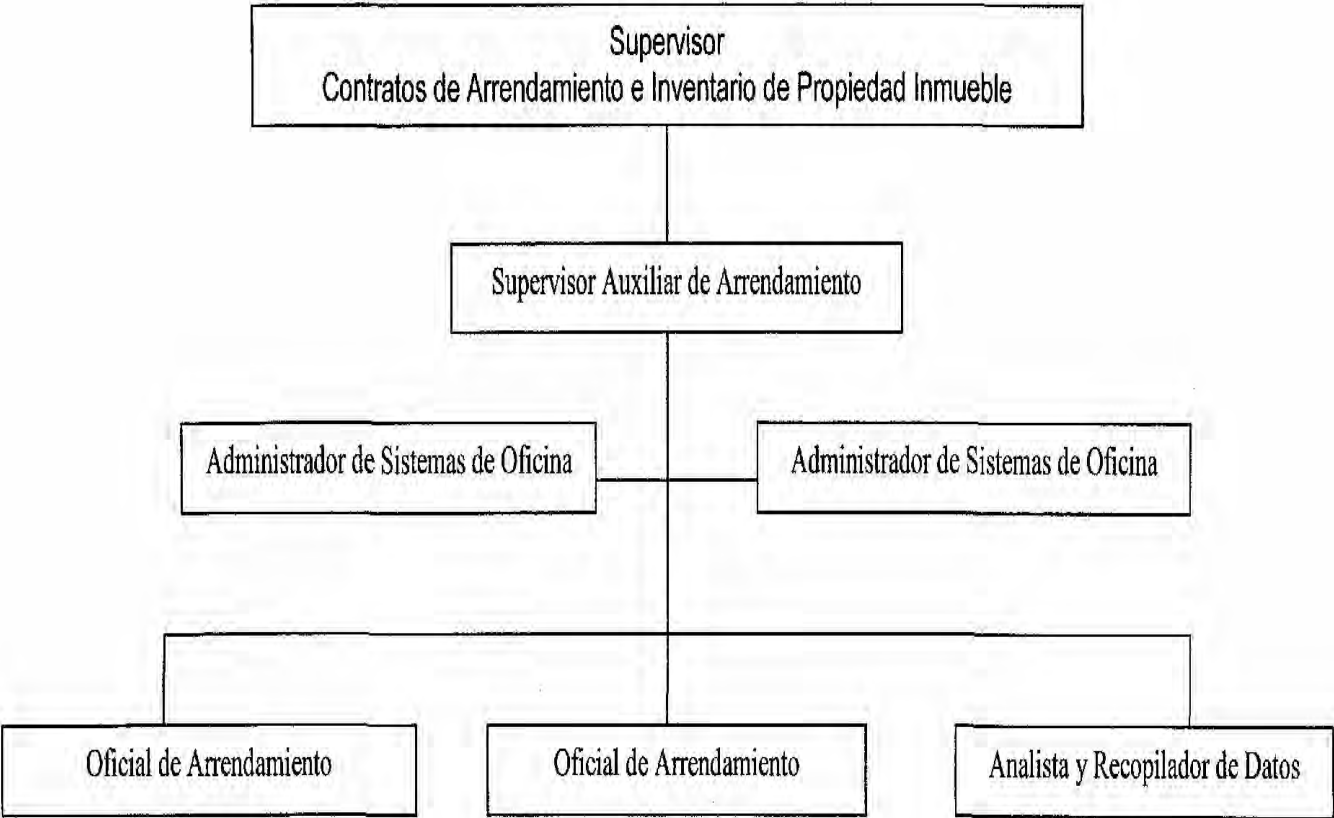 Supervisor
Contratos de Arrendamiento e Inventario de Propiedad Inmueble
Supervisor Auxiliar de Arrendamiento
Administrador de Sistemas de Oficina
Administrador de Sistemas de Oficina
Oficial de Arrendamiento
Oficial de Arrendamiento
Analista y Recopilador de Datos